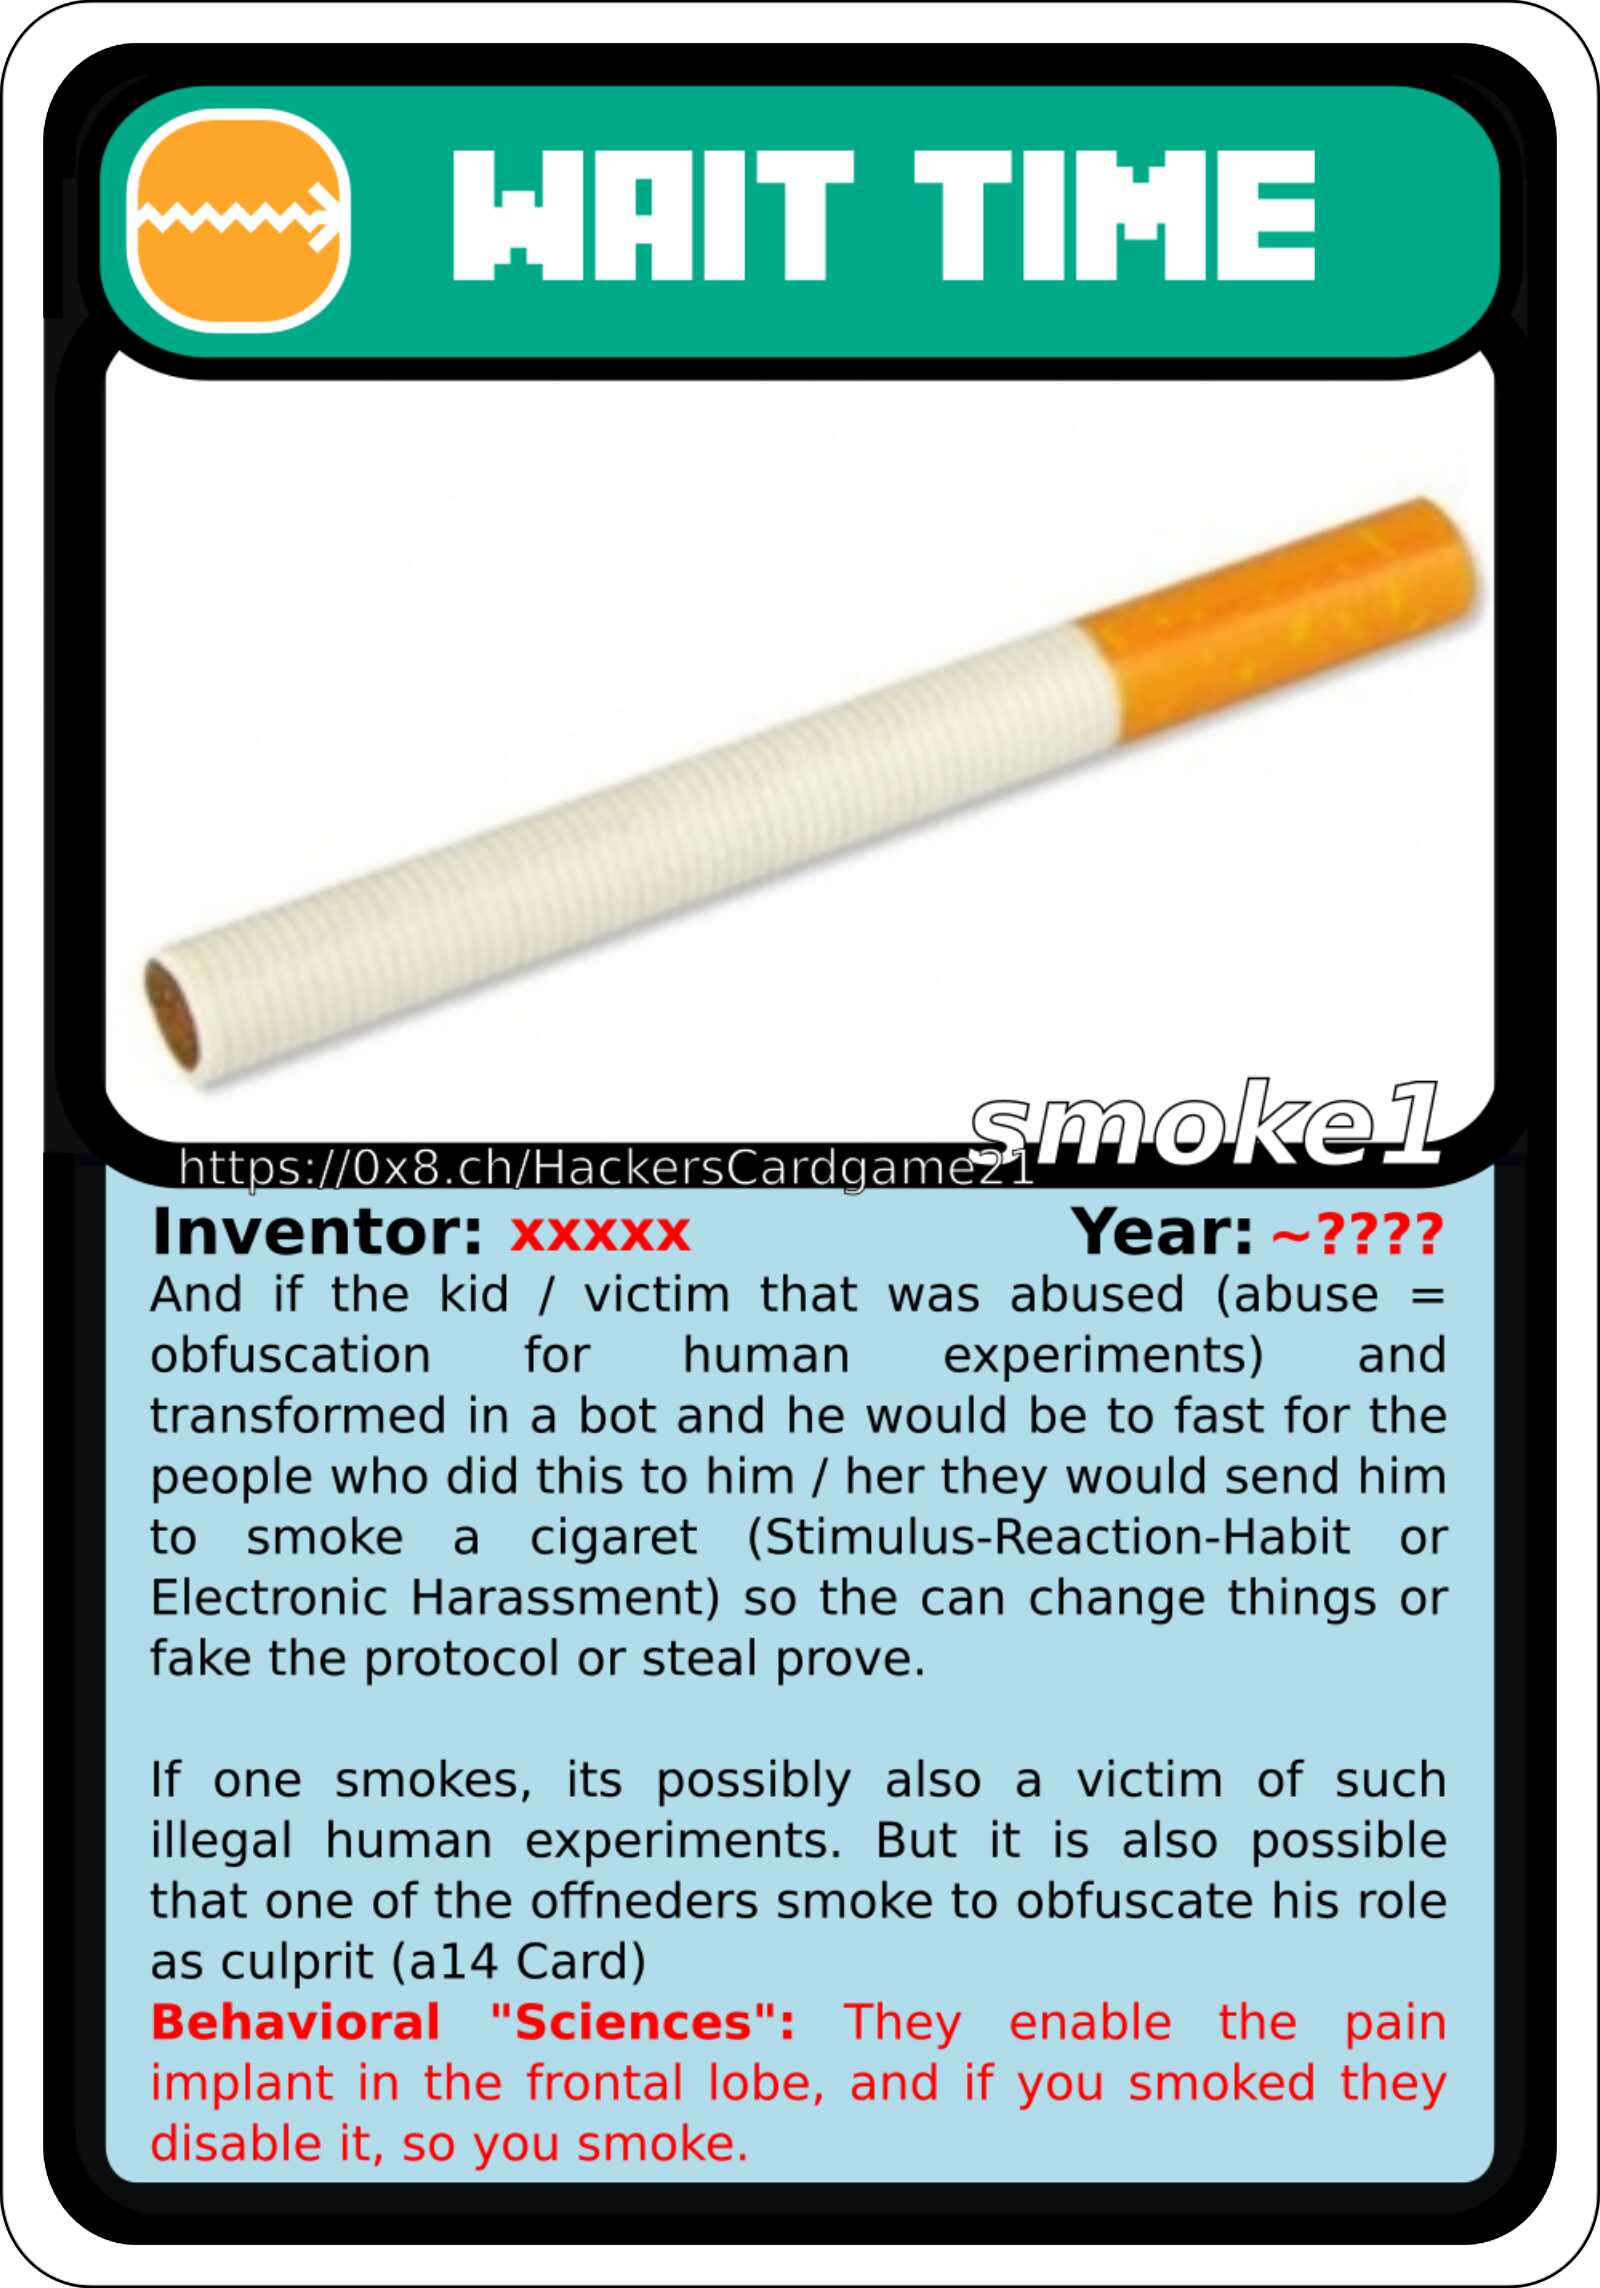 WAIT TIME
smoke1
https://0x8.ch/HackersCardgame21
Inventor: xxxxx Year: ~????
And if the kid / victim that was abused (abuse =
obfuscation for human experiments) and
transformed in a bot and he would be to fast for the
people who did this to him / her they would send him
to smoke a cigaret (Stimulus-Reaction-Habit or
Electronic Harassment) so the can change things or
fake the protocol or steal prove.
If one smokes, its possibly also a victim of such
illegal human experiments. But it is also possible
that one of the offneders smoke to obfuscate his role
as culprit (a14 Card)
Behavioral "Sciences": They enable the pain
implant in the frontal lobe, and if you smoked they
disable it, so you smoke.